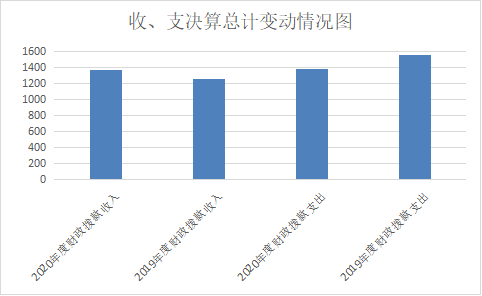 收、支决算总计变动情况图
1600
1400
1200
1000
800
600
400
200
0
2020年度财政拨款收入
2019年度财政拨款收入
2020年度财政拨款支出
2019年度财政拨款支出